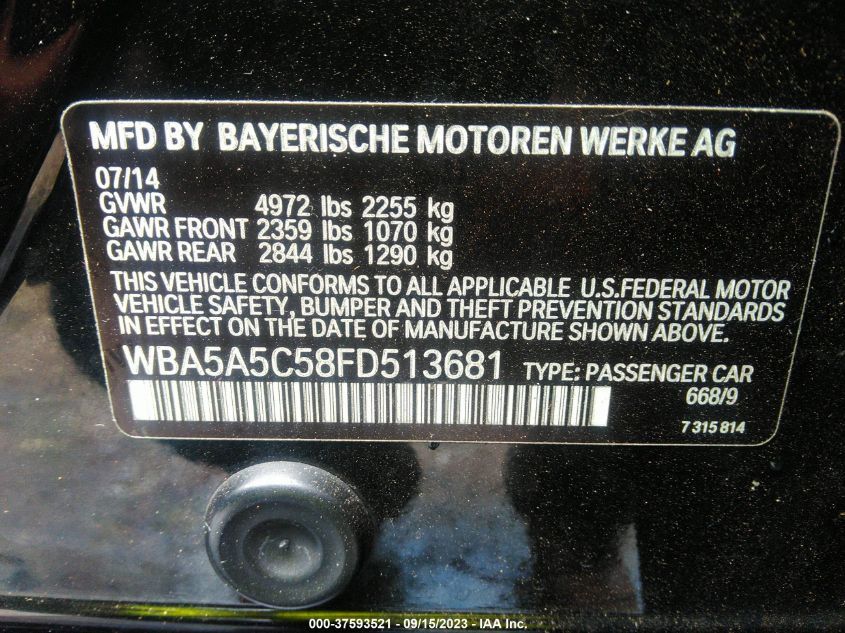 MFD BY BAYERISCHE MOTOREN WERKE AG
07/14
GVWR 4972 lbs 2255 kg
GAWR FRONT 2359 lbs 1070 kg
GAWR REAR 2844 lbs 1290 kg
THIS VEHICLE CONFORMS TO ALL APPLICABLE U.S.FEDERAL MOTOR
VEHICLE SAFETY, BUMPER AND THEFT PREVENTION STANDARDS
IN EFFECT ON THE DATE OF MANUFACTURE SHOWN ABOVE.
WBA5A5C58FD513681 TYPE: PASSENGER CAR
668/9
7 315 814
000-37593521 - 09/15/2023 - IAA Inc.